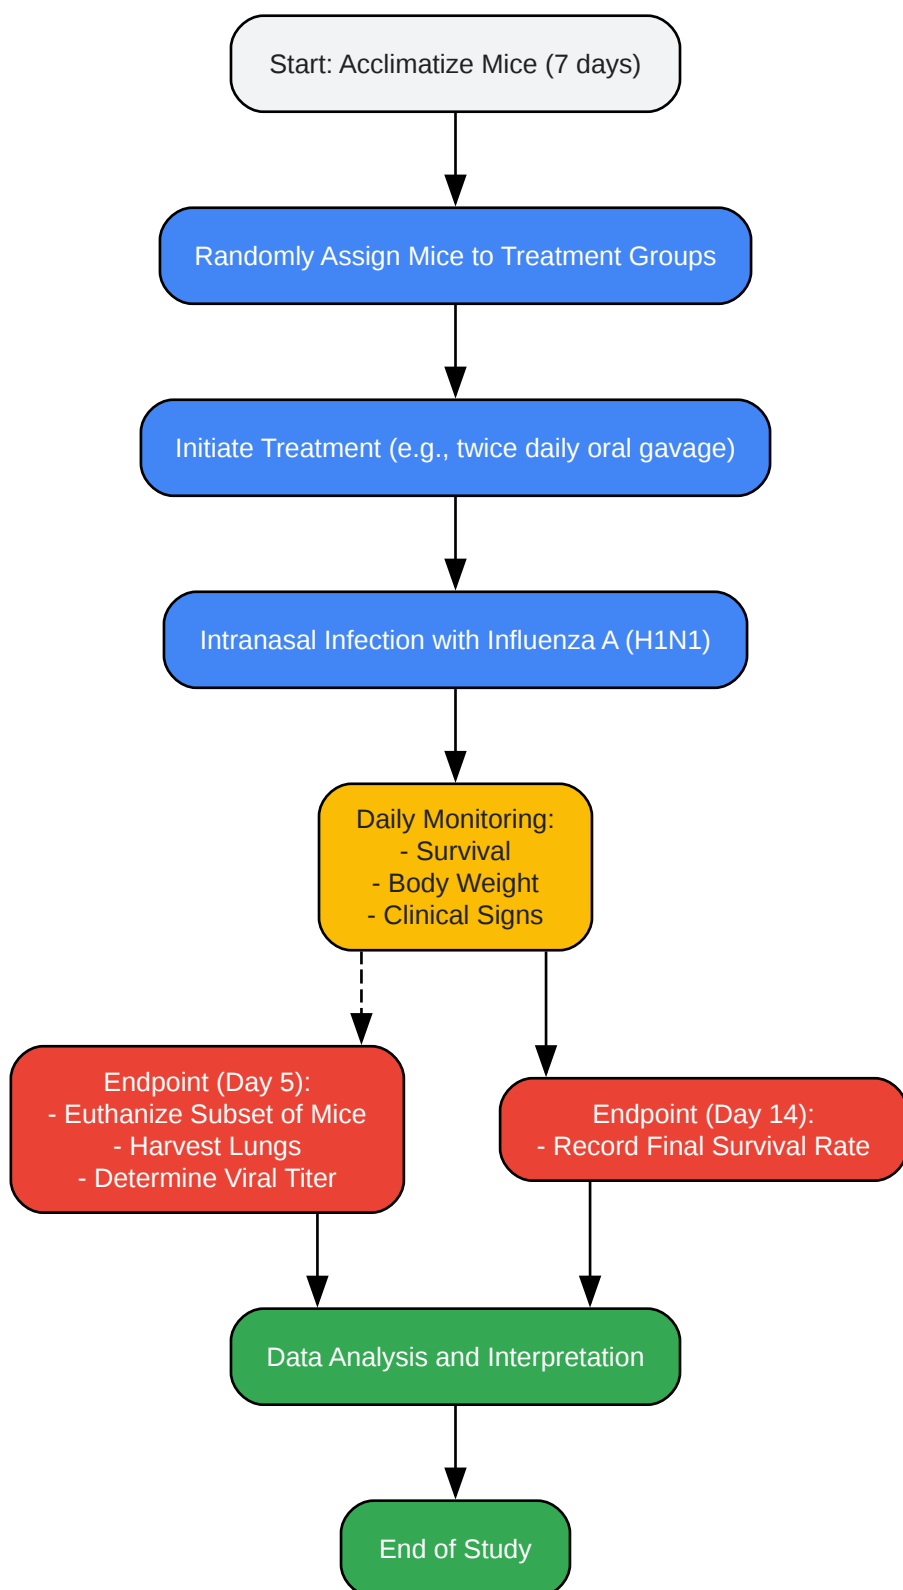 Start: Acclimatize Mice (7 days)
Randomly Assign Mice to Treatment Groups
Initiate Treatment (e.g., twice daily oral gavage)
Intranasal Infection with Influenza A (H1N1)
Daily Monitoring:
- Survival
- Body Weight
- Clinical Signs
Endpoint (Day 5):
- Euthanize Subset of Mice
- Harvest Lungs
- Determine Viral Titer
Endpoint (Day 14):
- Record Final Survival Rate
Data Analysis and Interpretation
End of Study